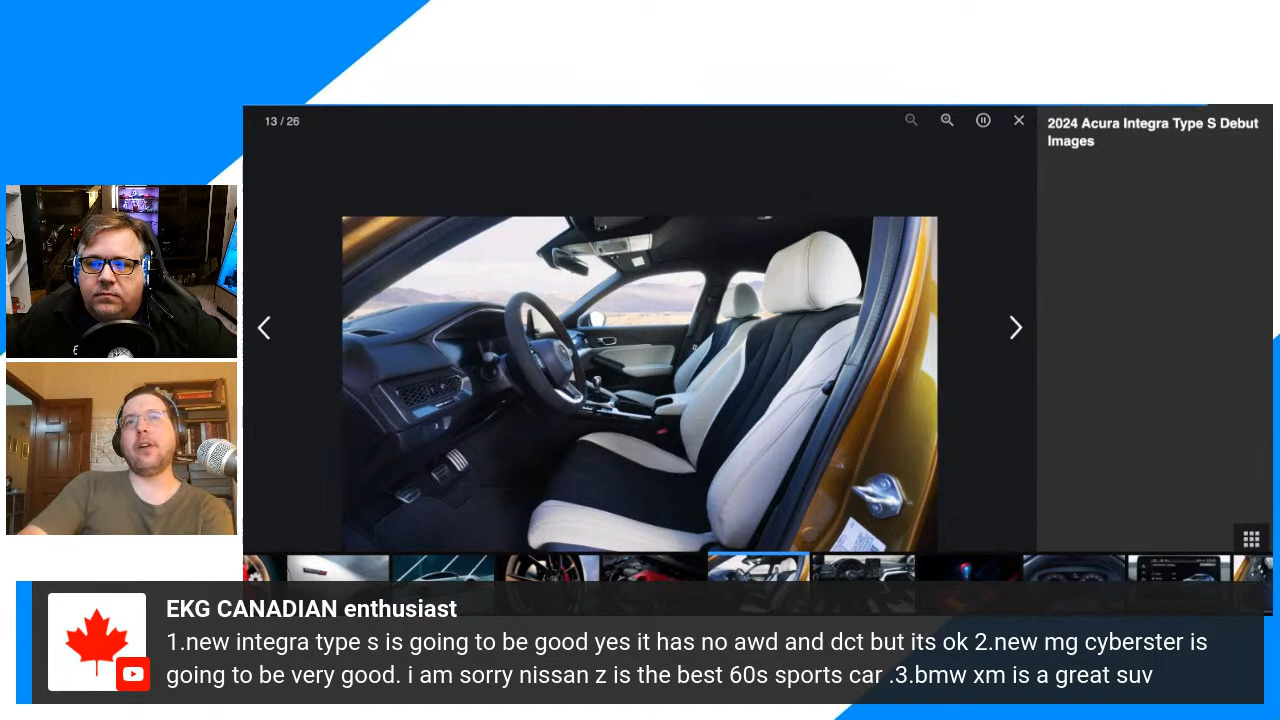 13 / 26
2024 Acura Integra Type S Debut
Images
EKG CANADIAN enthusiast
1.new integra type s is going to be good yes it has no awd and dct but its ok 2.new mg cyberster is
going to be very good. i am sorry nissan z is the best 60s sports car .3.bmw xm is a great suv